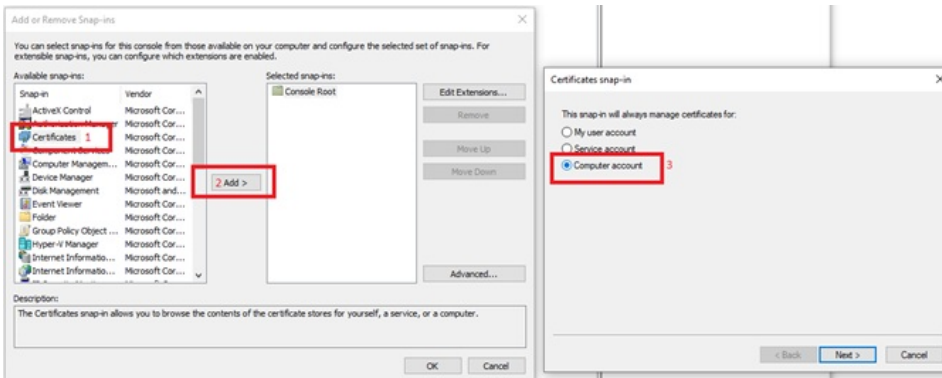 Add or Remove Snap-ins
You can select snap-ins for this console from those available on your computer and configure the selected set of snap-ins. For
extensible snap-ins, you can configure which extensions are enabled.
Available snap-ins:
Snap-in Vendor
ActiveX Control Microsoft Cor...
Authorization Manager Microsoft Cor...
Certificates 1 Microsoft Cor...
Component Services Microsoft Cor...
Computer Managem... Microsoft Cor...
Device Manager Microsoft Cor...
Disk Management Microsoft and...
Event Viewer Microsoft Cor...
Folder Microsoft Cor...
Group Policy Object ... Microsoft Cor...
Hyper-V Manager Microsoft Cor...
Internet Informatio... Microsoft Cor...
Internet Informatio... Microsoft Cor...
2 Add >
Selected snap-ins:
Console Root
Edit Extensions...
Remove
Move Up
Move Down
Advanced...
Description:
The Certificates snap-in allows you to browse the contents of the certificate stores for yourself, a service, or a computer.
OK Cancel
Certificates snap-in
This snap-in will always manage certificates for:
My user account
Service account
Computer account 3
< Back Next > Cancel